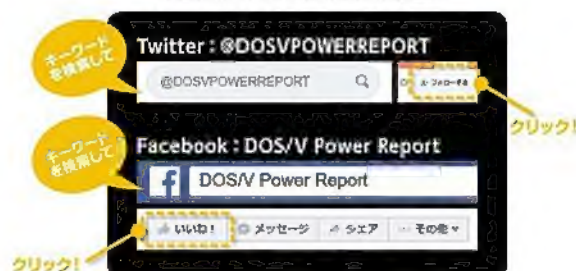 キーワード
を検索して
Twitter : @DOSVPOWERREPORT
@DOSVPOWERREPORT
フォローする
クリック!
キーワード
を検索して
Facebook : DOS/V Power Report
DOS/V Power Report
いいね!
メッセージ
シェア
その他
クリック!